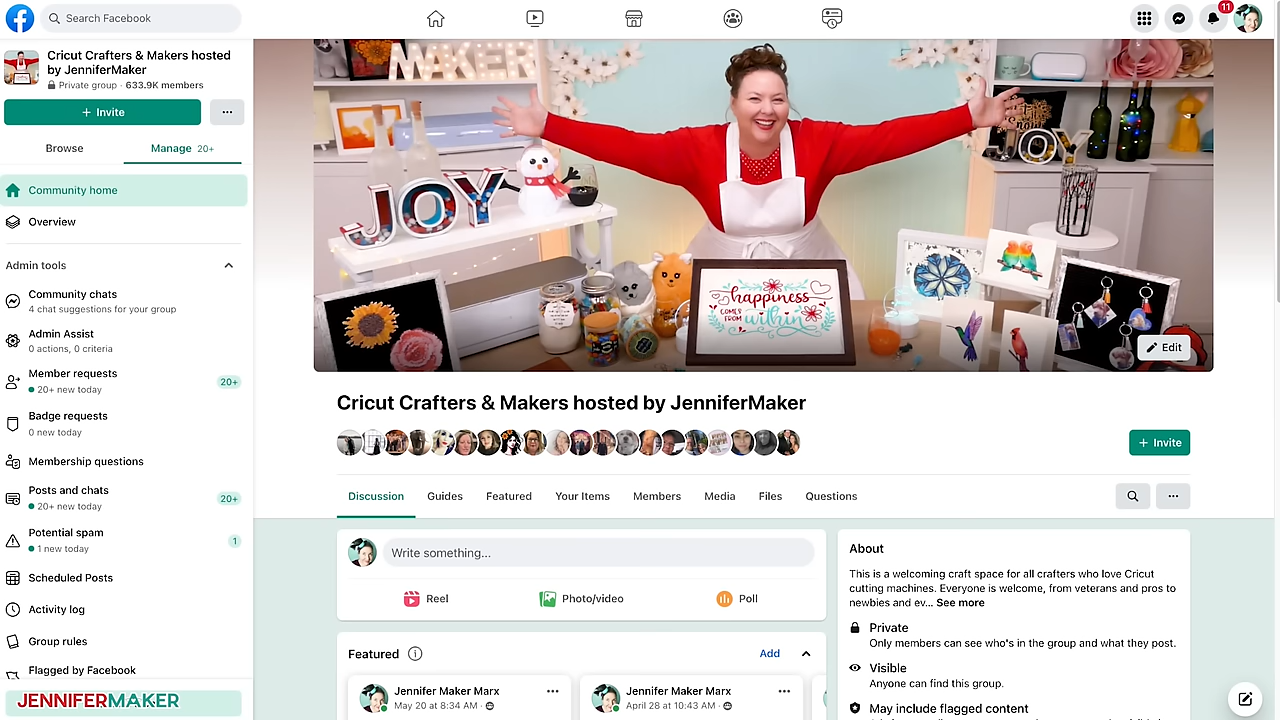 Search Facebook
11
Cricut Crafters & Makers hosted
by JenniferMaker
Private group · 633.9K members
+ Invite
Browse
Manage 20+
Community home
Overview
Admin tools
Community chats
4 chat suggestions for your group
Admin Assist
0 actions, 0 criteria
Member requests
20+ new today
20+
Badge requests
0 new today
Membership questions
Posts and chats
20+ new today
20+
Potential spam
1 new today
1
Scheduled Posts
Activity log
Group rules
Flagged by Facebook
JENNIFERMAKER
MAKER
JOY
JOY
happiness
COMES
FROM within
Edit
Cricut Crafters & Makers hosted by JenniferMaker
+ Invite
Discussion
Guides
Featured
Your Items
Members
Media
Files
Questions
Write something...
Reel
Photo/video
Poll
Featured
Add
Jennifer Maker Marx
May 20 at 8:34 AM ·
Jennifer Maker Marx
April 28 at 10:43 AM ·
About
This is a welcoming craft space for all crafters who love Cricut
cutting machines. Everyone is welcome, from veterans and pros to
newbies and ev... See more
Private
Only members can see who's in the group and what they post.
Visible
Anyone can find this group.
May include flagged content